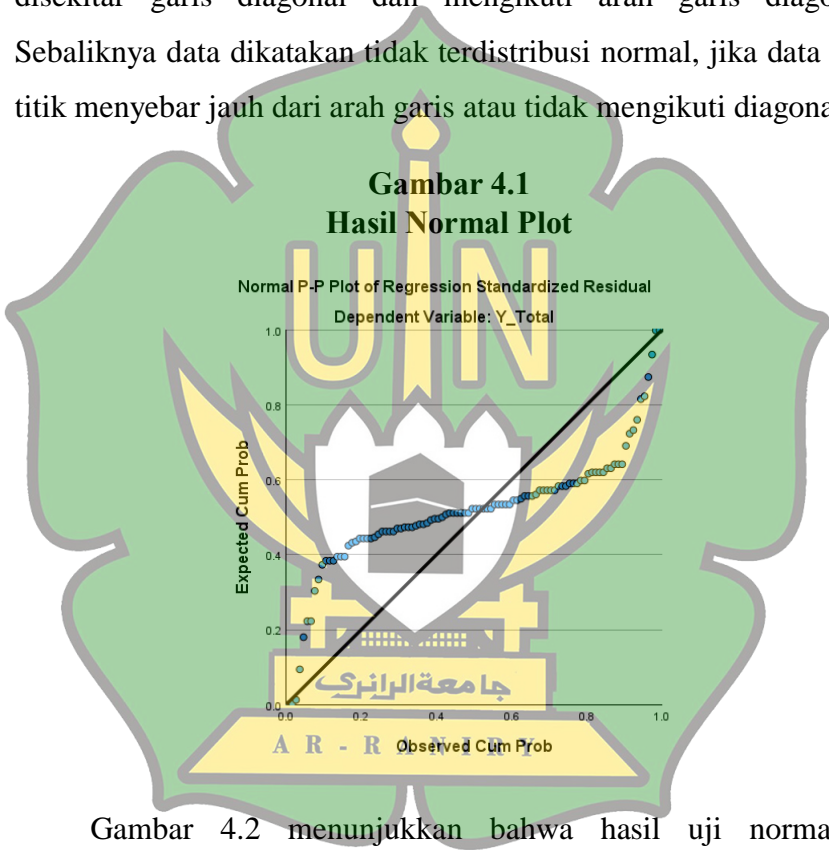 disekitar garis diagonal dan mengikuti arah garis
Sebaliknya data dikatakan tidak terdistribusi normal, jika data
titik menyebar jauh dari arah garis atau tidak mengikuti
Gambar 4.1
Hasil Normal Plot
UIN
Normal P-P Plot of Regression Standardized Residual
Dependent Variable: Y_Total
1.0
0.8
0.6
0.4
0.2
0.0
Expected Cum Prob
0.0 0.2 0.4 0.6 0.8 1.0
Observed Cum Prob
جامعة الرانري
AR-RANIRY
Gambar 4.2 menunjukkan bahwa hasil uji